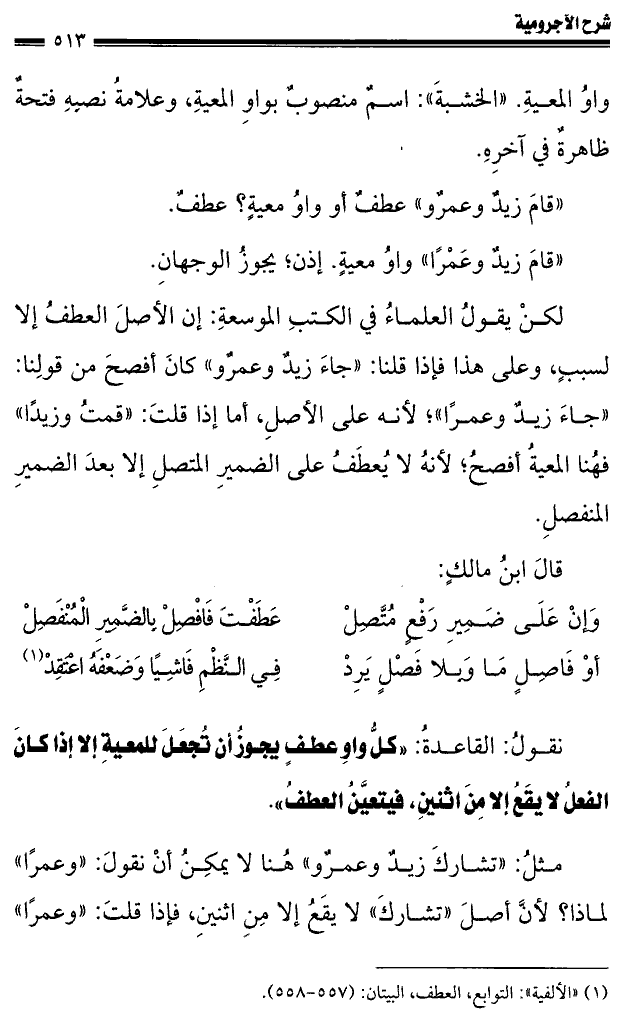 شرح الآجرومية
٥١٣
واوُ المعيةِ. «الخشبةَ»: اسمٌ منصوبٌ بواوِ المعيةِ، وعلامةُ نصبِهِ فتحةٌ
ظاهرةٌ في آخرِهِ.
«قامَ زيدٌ وعمرٌو» عطفٌ أو واوُ معيةٍ؟ عطفٌ.
«قامَ زيدٌ وعَمْرًا» واوُ معيةٍ. إذن؛ يجوزُ الوجهانِ.
لكنْ يقولُ العلماءُ في الكتبِ الموسعةِ: إن الأصلَ العطفُ إلا
لسببٍ، وعلى هذا فإذا قلنا: «جاءَ زيدٌ وعمرٌو» كانَ أفصحَ من قولِنا:
«جاءَ زيدٌ وعمرًا»؛ لأنه على الأصلِ، أما إذا قلتَ: «قمتُ وزيدًا»
فهُنا المعيةُ أفصحُ؛ لأنهُ لا يُعطَفُ على الضميرِ المتصلِ إلا بعدَ الضميرِ
المنفصلِ.
قالَ ابنُ مالكٍ:
وَإِنْ عَلَى ضَمِيرِ رَفْعٍ مُتَّصِلْ عَطَفْتَ فَافْصِلْ بِالضَّمِيرِ الْمُنْفَصِلْ
أوْ فَاصِلٍ مَا وَبِلا فَصْلٍ يَرِدْ فِي النَّظْمِ فَاشِيًا وَضَعْفَهُ اعْتَقِدْ(١)
نقولُ: القاعدةُ: «كلُّ واوِ عطفٍ يجوزُ أن تُجعَلَ للمعيةِ إلا إذا كانَ
الفعلُ لا يقَعُ إلا مِنَ اثنينِ، فيتعيَّنُ العطفُ».
مثلُ: «تشاركَ زيدٌ وعمرٌو» هُنا لا يمكِنُ أنْ نقولَ: «وعمرًا»
لماذا؟ لأنَّ أصلَ «تشاركَ» لا يقَعُ إلا مِنِ اثنينِ، فإذا قلتَ: «وعمرًا»
(١) «الألفية»: التوابع، العطف، البيتان: (٥٥٧-٥٥٨).